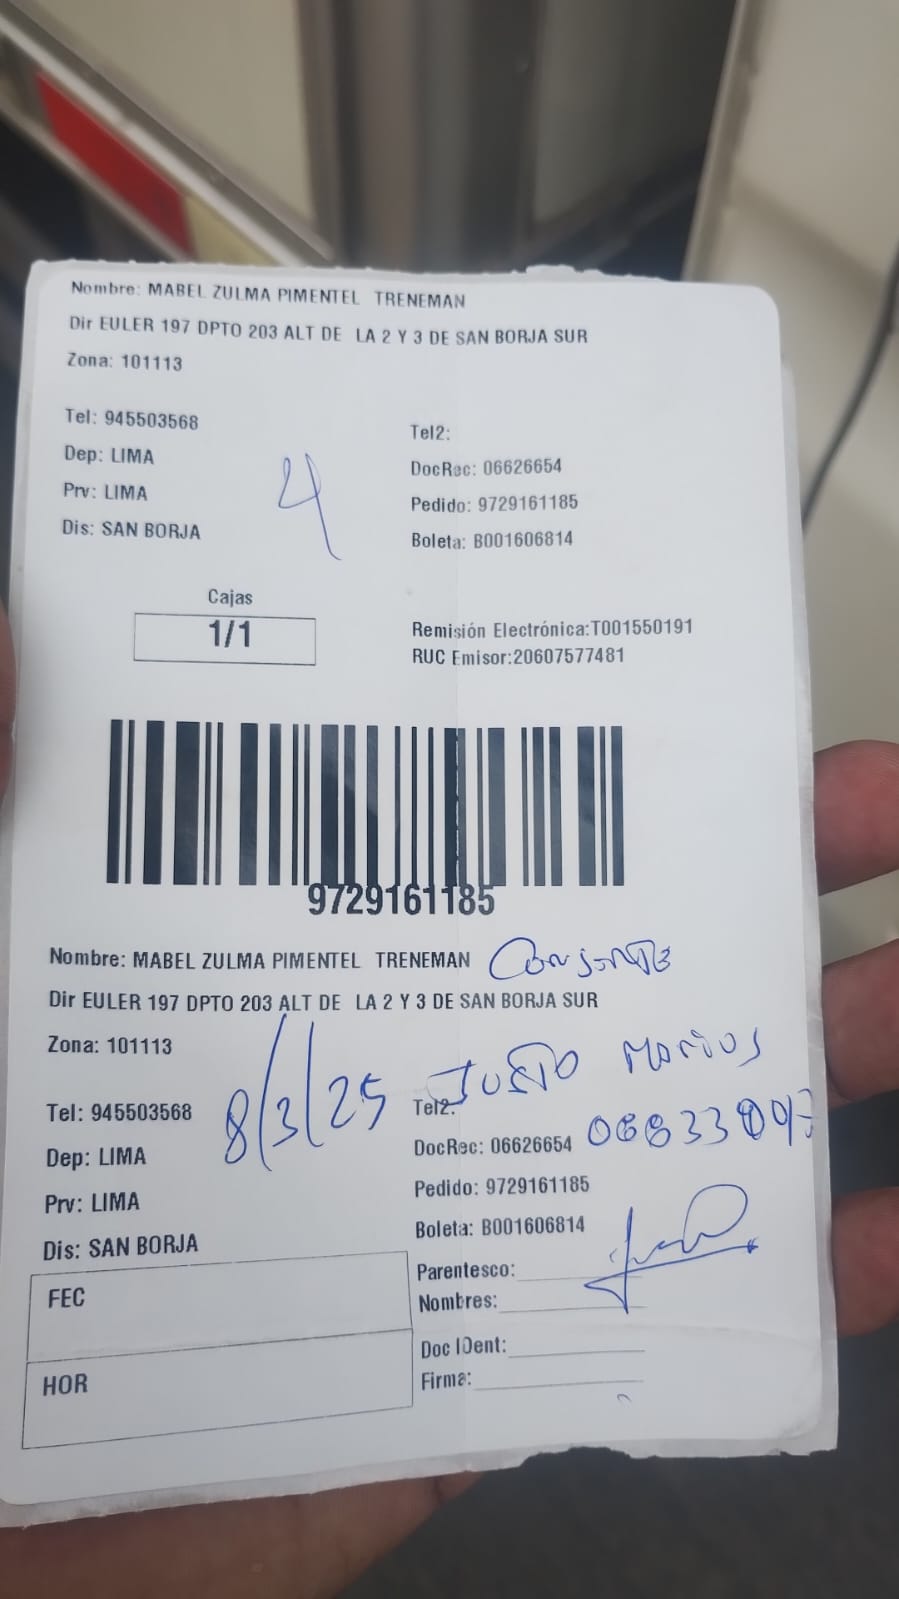 Nombre: MABEL ZULMA PIMENTEL TRENEMAN
Dir EULER 197 DPTO 203 ALT DE LA 2 Y 3 DE SAN BORJA SUR
Zona: 101113
Tel: 945503568
Tel2:
Dep: LIMA
DocRec: 06626654
Prv: LIMA
Pedido: 9729161185
Dis: SAN BORJA
Boleta: B001606814
4
Cajas
1/1
Remisión Electrónica:T001550191
RUC Emisor:20607577481
9729161185
Nombre: MABEL ZULMA PIMENTEL TRENEMAN
Dir EULER 197 DPTO 203 ALT DE LA 2 Y 3 DE SAN BORJA SUR
Zona: 101113
8/3/25 JUSTO
Tel: 945503568
Tel2:
Dep: LIMA
DocRec: 06626654
Prv: LIMA
Pedido: 9729161185
Dis: SAN BORJA
Boleta: B001606814
FEC
Parentesco:
Nombres:
HOR
Doc IDent:
Firma: